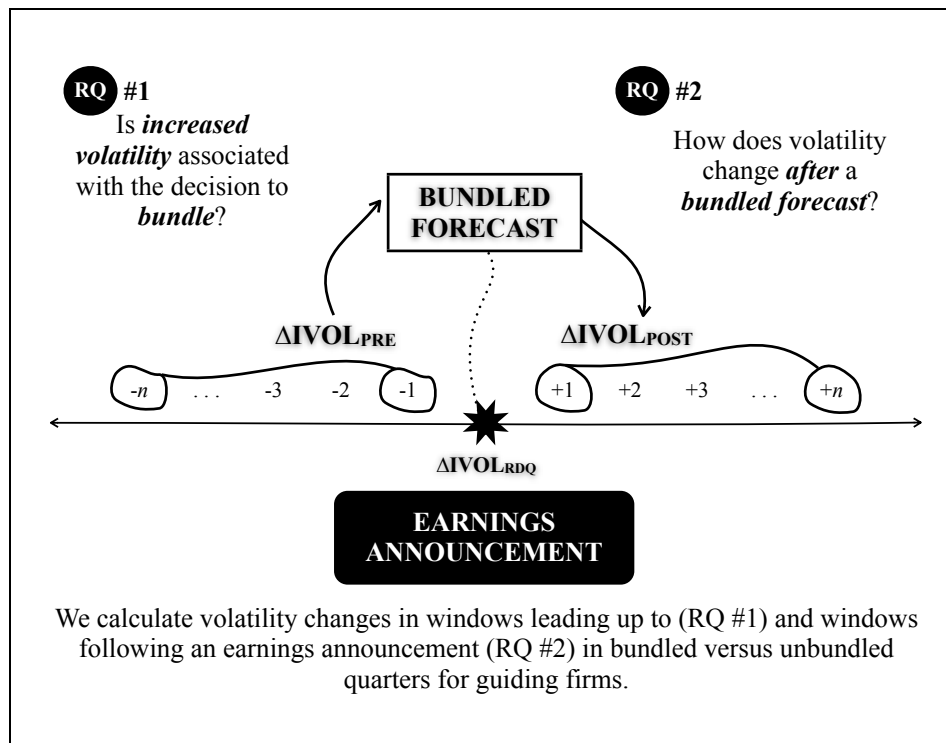 RQ #1
Is increased
volatility associated
with the decision to
bundle?
RQ #2
How does volatility
change after a
bundled forecast?
BUNDLED
FORECAST
∆IVOLPRE
∆IVOLPOST
-n . . . -3 -2 -1 +1 +2 +3 . . . +n
∆IVOLRDQ
EARNINGS
ANNOUNCEMENT
We calculate volatility changes in windows leading up to (RQ #1) and windows
following an earnings announcement (RQ #2) in bundled versus unbundled
quarters for guiding firms.